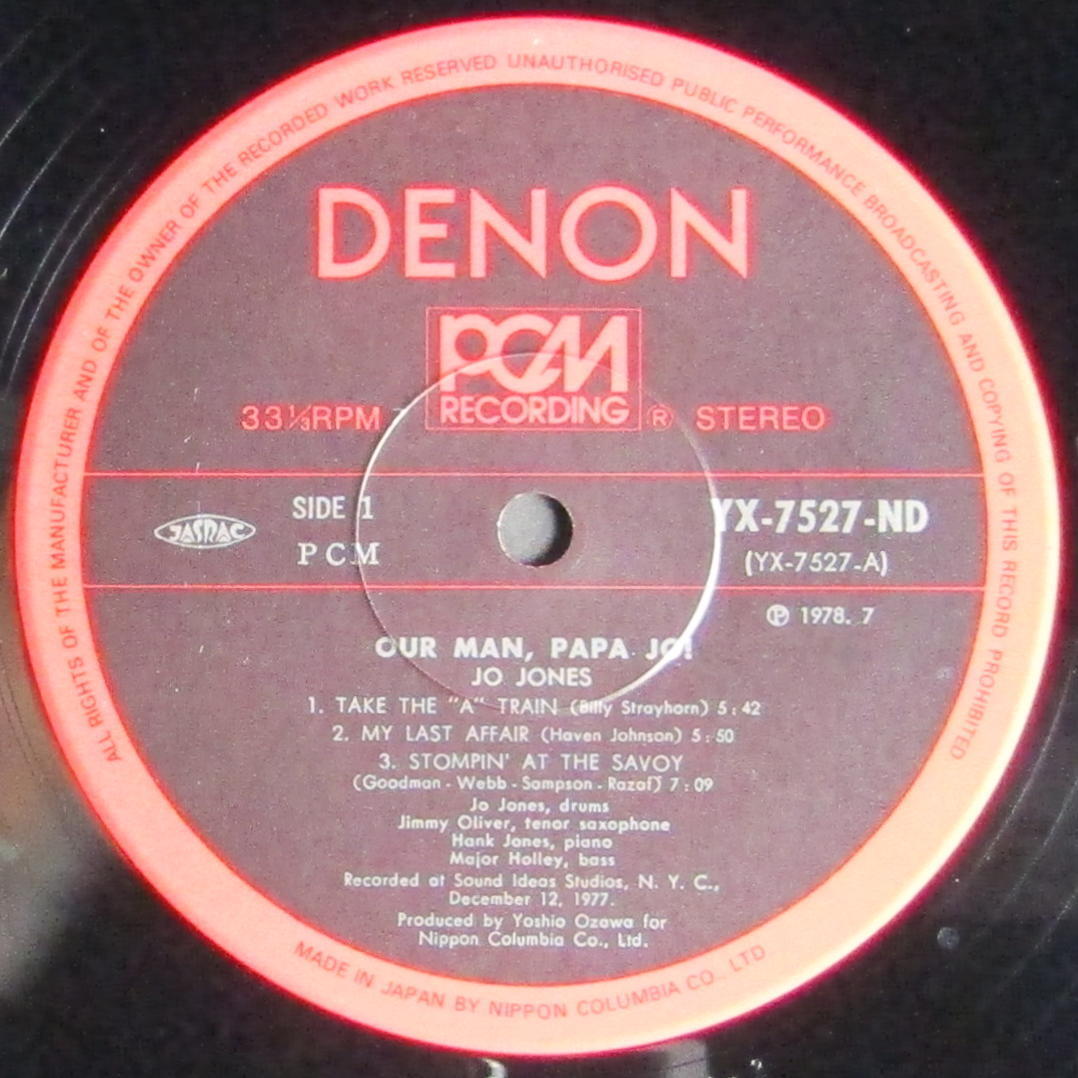 ALL RIGHTS OF THE MANUFACTURER AND OF THE OWNER OF THE RECORDED WORK RESERVED UNAUTHORISED PUBLIC PERFORMANCE BROADCASTING AND COPYING OF THIS RECORD PROHIBITED
DENON
PCM
RECORDING
33⅓RPM ® STEREO
JASRAC
SIDE 1
PCM
YX-7527-ND
(YX-7527-A)
℗ 1978. 7
OUR MAN, PAPA JO!
JO JONES
1. TAKE THE "A" TRAIN (Billy Strayhorn) 5:42
2. MY LAST AFFAIR (Haven Johnson) 5:50
3. STOMPIN' AT THE SAVOY
(Goodman - Webb - Sampson - Razaf) 7:09
Jo Jones, drums
Jimmy Oliver, tenor saxophone
Hank Jones, piano
Major Holley, bass
Recorded at Sound Ideas Studios, N. Y. C.,
December 12, 1977.
Produced by Yoshio Ozawa for
Nippon Columbia Co., Ltd.
MADE IN JAPAN BY NIPPON COLUMBIA CO., LTD.